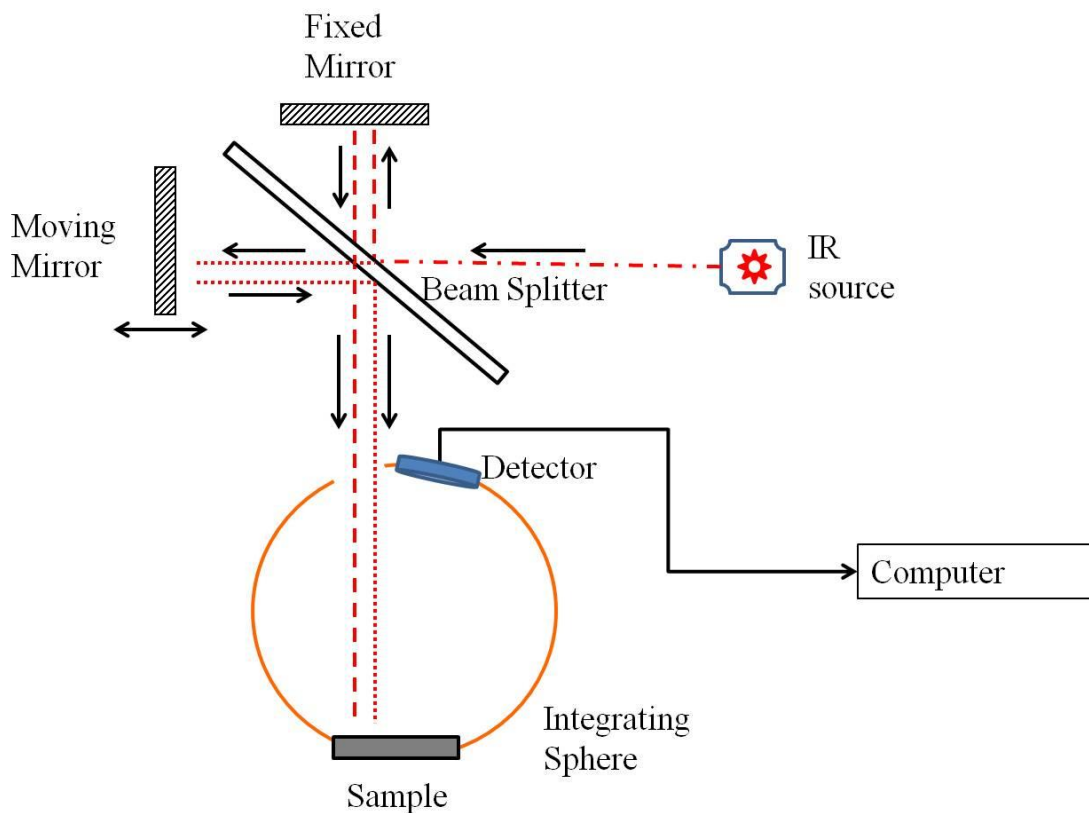 Fixed
Mirror
Moving
Mirror
Beam Splitter
IR
source
Detector
Computer
Integrating
Sphere
Sample